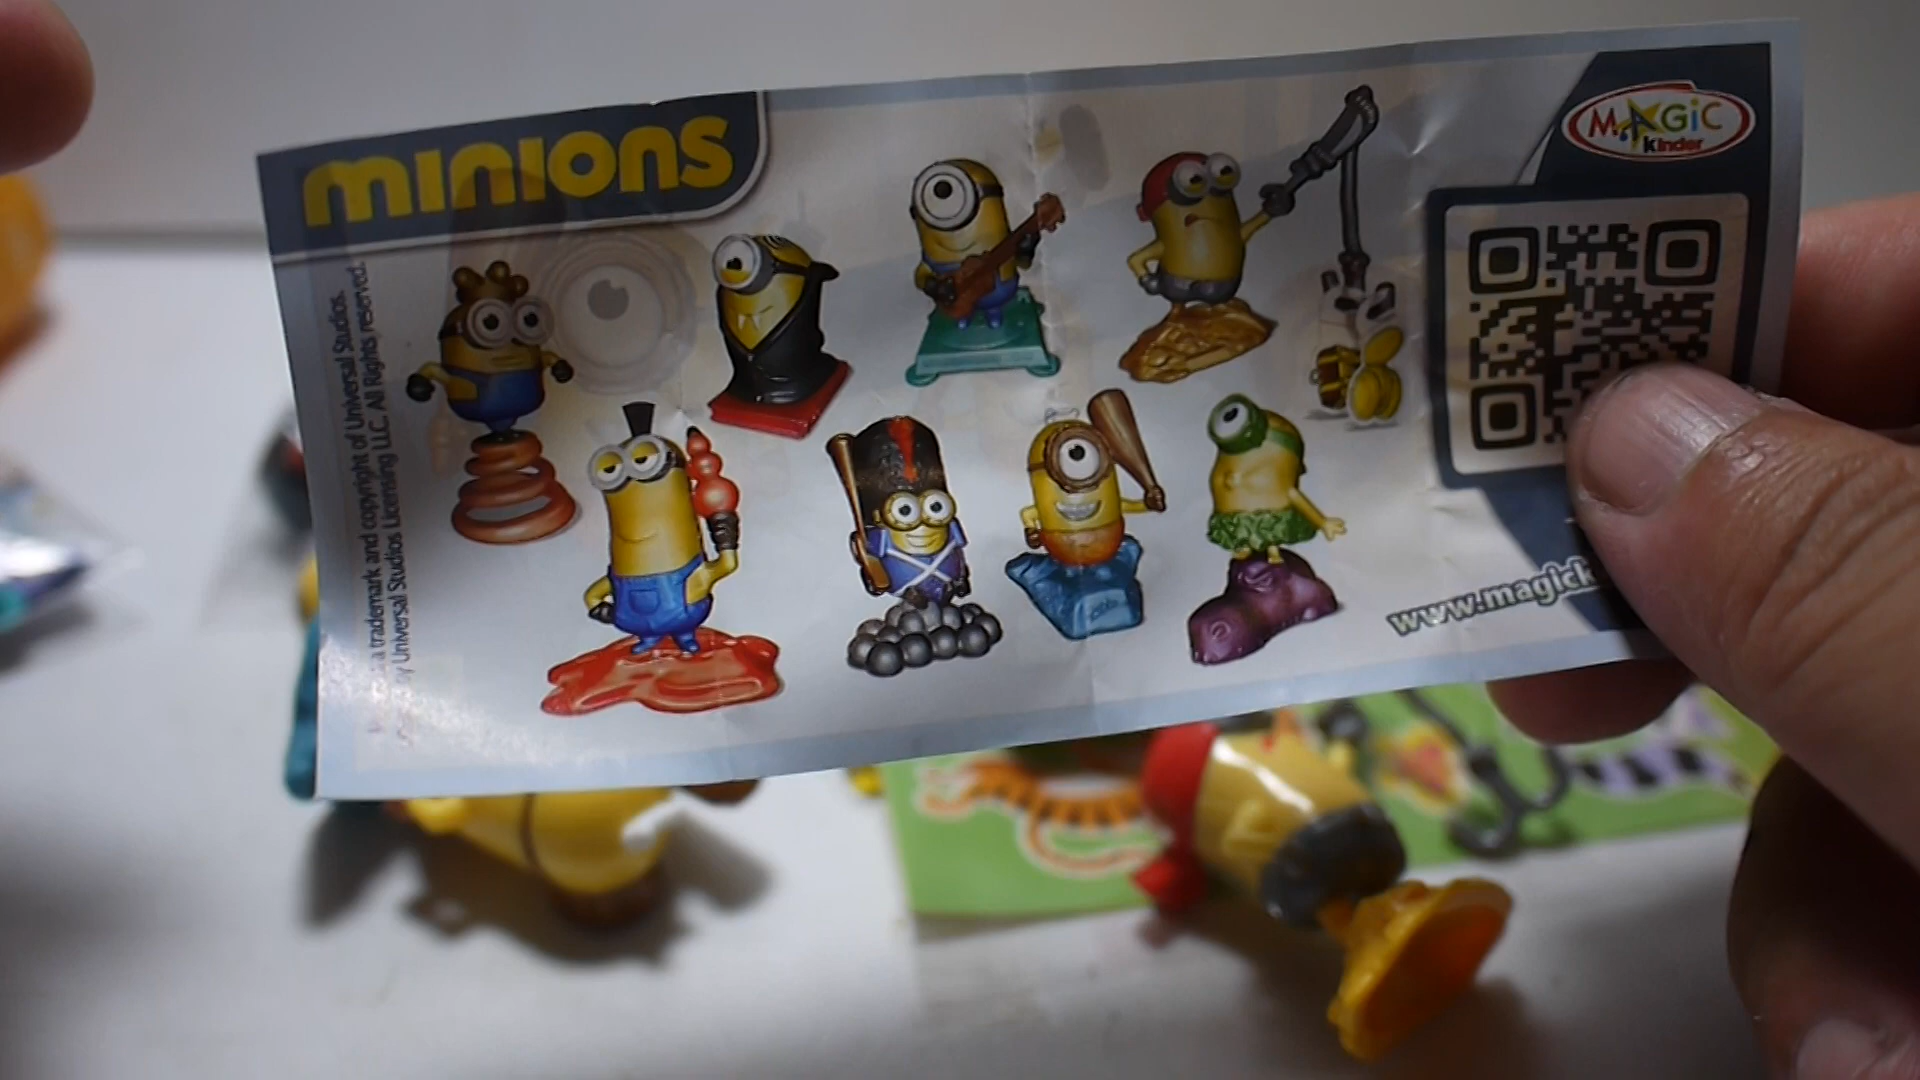 minions
MAGIC
kinder
a trademark and copyright of Universal Studios.
by Universal Studios Licensing LLC. All Rights reserved.
www.magick